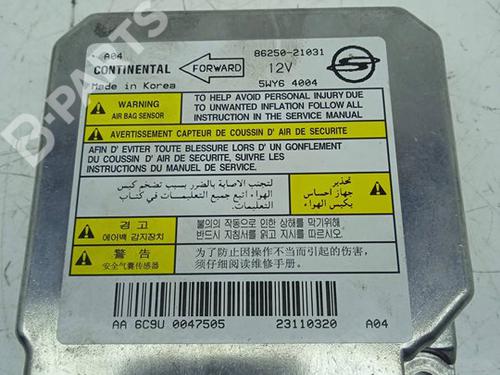 A04
86250-21031
CONTINENTAL
FORWARD
12V
Made in Korea
5WY6 4004
WARNING
AIR BAG SENSOR
TO HELP AVOID PERSONAL INJURY DUE
TO UNWANTED INFLATION FOLLOW ALL
INSTRUCTION IN THE SERVICE MANUAL
AVERTISSEMENT CAPTEUR DE COUSSIN D' AIR DE SECURITE
AFIN D' EVITER TOUTE BLESSURE LORS D' UN GONFLEMENT
DU COUSSIN D' AIR DE SECURITE, SUIVRE LES
INSTRUCTIONS DU MANUEL DE SERVICE.
تحذير
جهاز احساس
بكيس الهواء
لتجنب الاصابة بالضرر بسبب تضخم كيس
الهواء اتبع جميع التعليمات في كتاب
التعليمات.
경 고
에어백 감지장치
불의의 작동으로 인한 상해를 막기위해
반드시 지침서를 읽고 지시에 따르십시오.
警 告
安全气囊传感器
为了防止因操作不当而引起的伤害,
须仔细阅读维修手册.
AA 6C9U 0047505
23110320
A04
B-PARTS